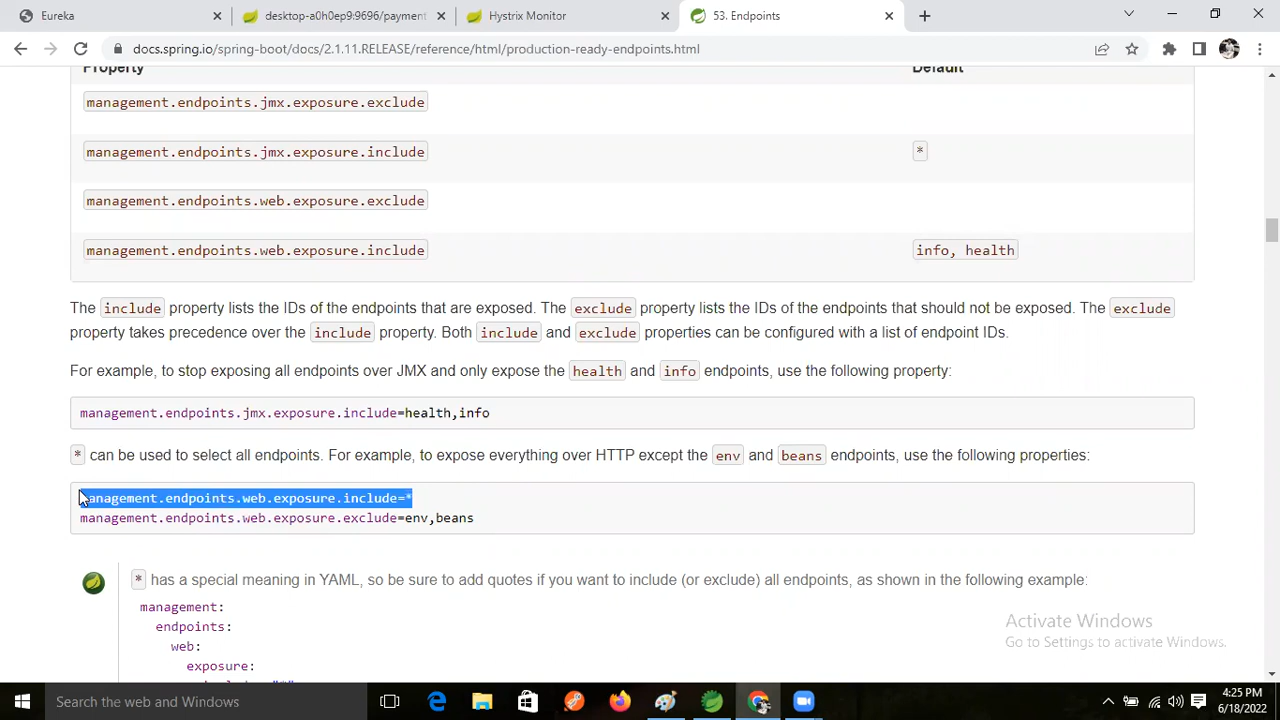 Eureka
desktop-a0h0ep9:9696/payment
Hystrix Monitor
53. Endpoints
docs.spring.io/spring-boot/docs/2.1.11.RELEASE/reference/html/production-ready-endpoints.html
Property Default
management.endpoints.jmx.exposure.exclude
management.endpoints.jmx.exposure.include *
management.endpoints.web.exposure.exclude
management.endpoints.web.exposure.include info, health
The include property lists the IDs of the endpoints that are exposed. The exclude property lists the IDs of the endpoints that should not be exposed. The exclude
property takes precedence over the include property. Both include and exclude properties can be configured with a list of endpoint IDs.
For example, to stop exposing all endpoints over JMX and only expose the health and info endpoints, use the following property:
management.endpoints.jmx.exposure.include=health,info
* can be used to select all endpoints. For example, to expose everything over HTTP except the env and beans endpoints, use the following properties:
management.endpoints.web.exposure.include=*
management.endpoints.web.exposure.exclude=env,beans
* has a special meaning in YAML, so be sure to add quotes if you want to include (or exclude) all endpoints, as shown in the following example:
management:
endpoints:
web:
exposure:
Activate Windows
Go to Settings to activate Windows.
Search the web and Windows
4:25 PM
6/18/2022